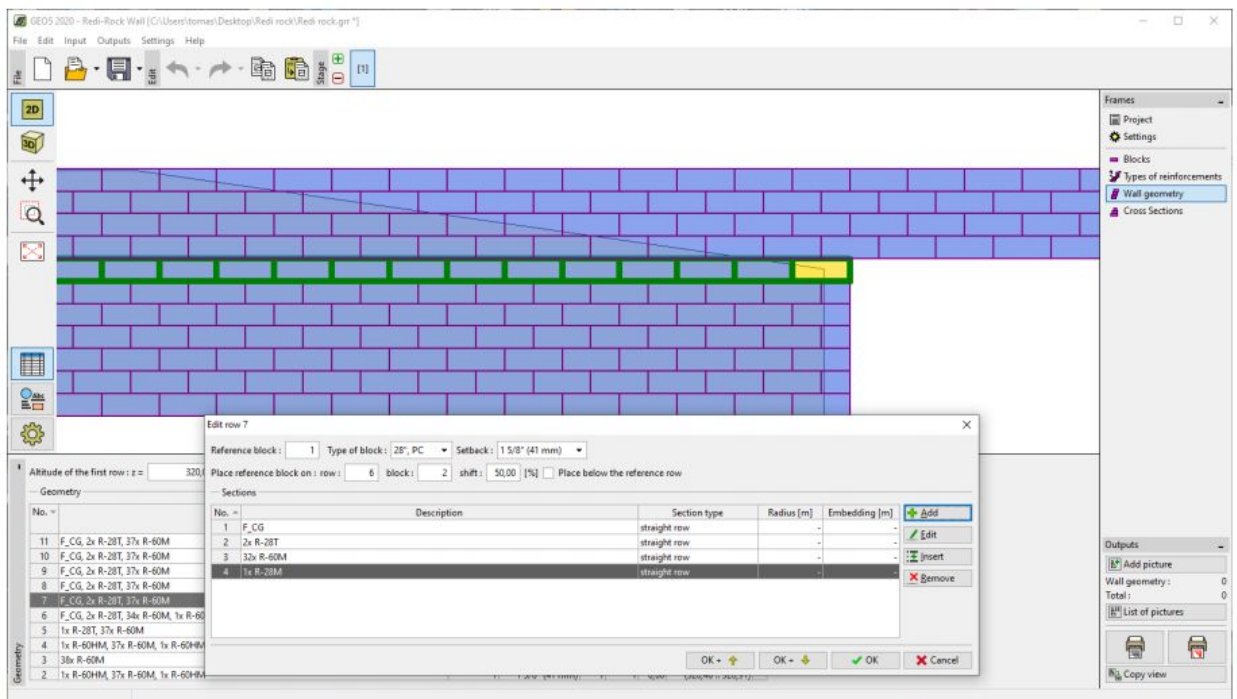 GEO5 2020 - Redi-Rock Wall [C:\Users\tomas\Desktop\Redi rock\Redi rock.grr *]
File Edit Input Outputs Settings Help
File
Edit
Stage
[1]
2D
3D
Frames
Project
Settings
Blocks
Types of reinforcements
Wall geometry
Cross Sections
Abc
Edit row 7
Reference block : 1 Type of block : 28", PC Setback : 1 5/8" (41 mm)
Place reference block on : row : 6 block : 2 shift : 50,00 [%] Place below the reference row
Sections
No. Description Section type Radius [m] Embedding [m]
1 F_CG straight row - -
2 2x R-28T straight row - -
3 32x R-60M straight row - -
4 1x R-28M straight row - -
Add
Edit
Insert
Remove
OK + OK + OK Cancel
Altitude of the first row : z = 320,
Geometry
No.
11 F_CG, 2x R-28T, 37x R-60M
10 F_CG, 2x R-28T, 37x R-60M
9 F_CG, 2x R-28T, 37x R-60M
8 F_CG, 2x R-28T, 37x R-60M
7 F_CG, 2x R-28T, 37x R-60M
6 F_CG, 2x R-28T, 34x R-60M, 1x R-60
5 1x R-28T, 37x R-60M
4 1x R-60HM, 37x R-60M, 1x R-60HM
3 38x R-60M
2 1x R-60HM, 37x R-60M, 1x R-60HM
Geometry
Outputs
Add picture
Wall geometry : 0
Total : 0
List of pictures
Copy view